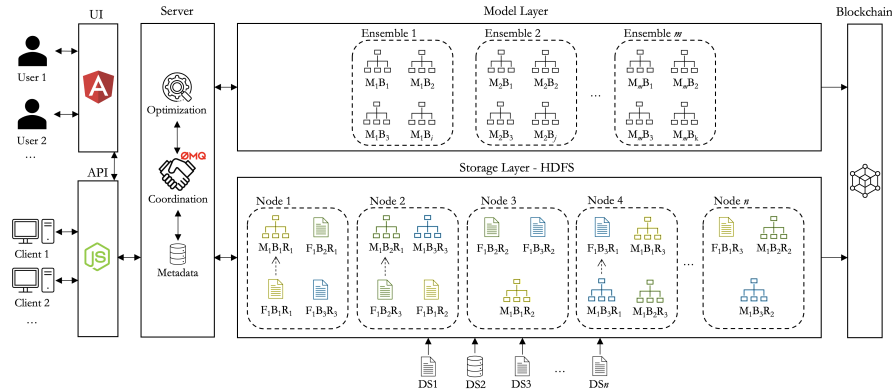 UI
Server
Model Layer
Blockchain
User 1
User 2
...
API
JS
Client 1
Client 2
...
Optimization
ØMQ
Coordination
Metadata
Ensemble 1
M₁B₁ M₁B₂
M₁B₃ M₁Bᵢ
Ensemble 2
M₂B₁ M₂B₂
M₂B₃ M₂Bⱼ
...
Ensemble m
MₘB₁ MₘB₂
MₘB₃ MₘBₖ
Storage Layer - HDFS
Node 1
M₁B₁R₁ F₁B₂R₁
F₁B₁R₁ F₁B₃R₃
Node 2
M₁B₂R₁ M₁B₃R₃
F₁B₂R₃ F₁B₁R₂
Node 3
F₁B₂R₂ F₁B₃R₂
M₁B₁R₂
Node 4
F₁B₃R₁ M₁B₁R₃
M₁B₃R₁ M₁B₂R₃
...
Node n
F₁B₁R₃ M₁B₂R₂
M₁B₃R₂
DS1 DS2 DS3 ... DSn